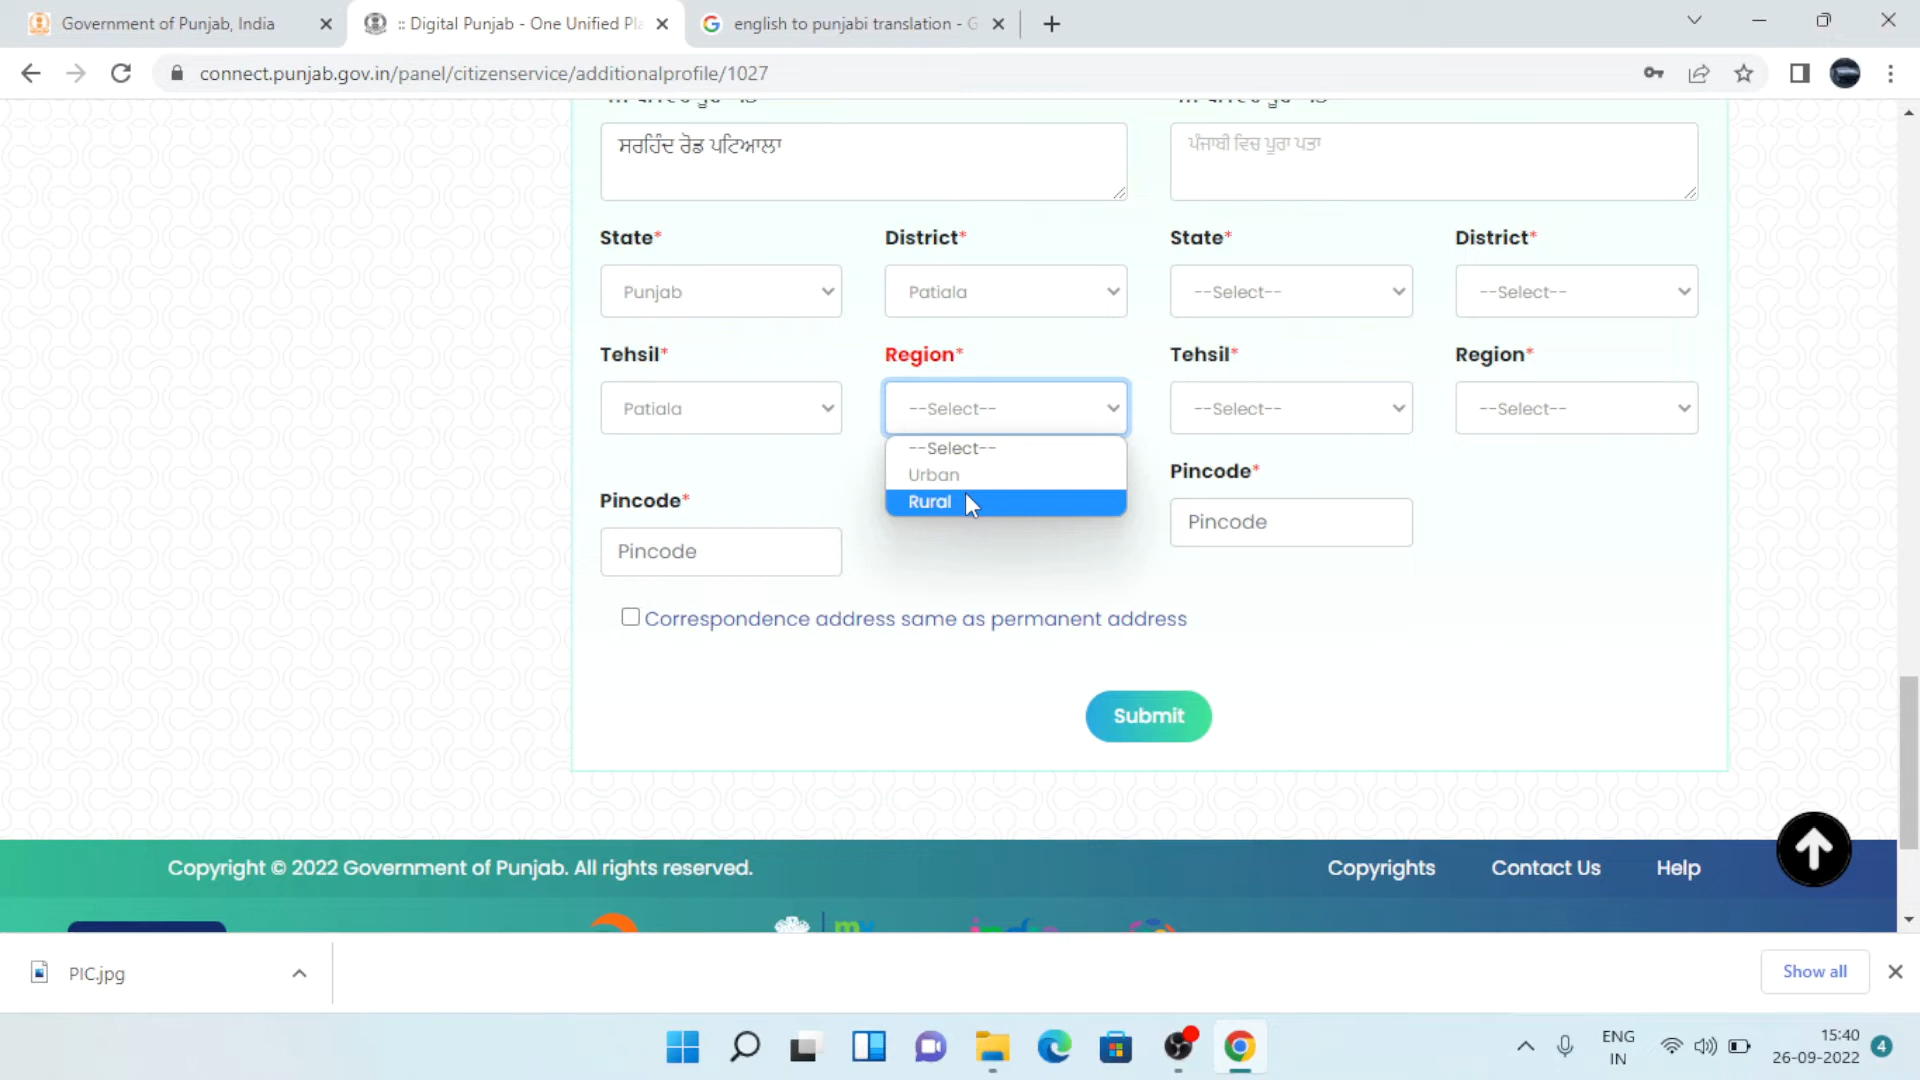 Government of Punjab, India
:: Digital Punjab - One Unified Pla
english to punjabi translation - G
connect.punjab.gov.in/panel/citizenservice/additionalprofile/1027
ਸਰਹਿੰਦ ਰੋਡ ਪਟਿਆਲਾ
ਪੰਜਾਬੀ ਵਿਚ ਪੂਰਾ ਪਤਾ
State* District* State* District*
Punjab Patiala --Select-- --Select--
Tehsil* Region* Tehsil* Region*
Patiala --Select-- --Select-- --Select--
--Select--
Urban
Rural
Pincode*
Pincode
Pincode*
Pincode
Correspondence address same as permanent address
Submit
Copyright © 2022 Government of Punjab. All rights reserved.
Copyrights Contact Us Help
PIC.jpg
Show all
ENG
IN
15:40
26-09-2022
4